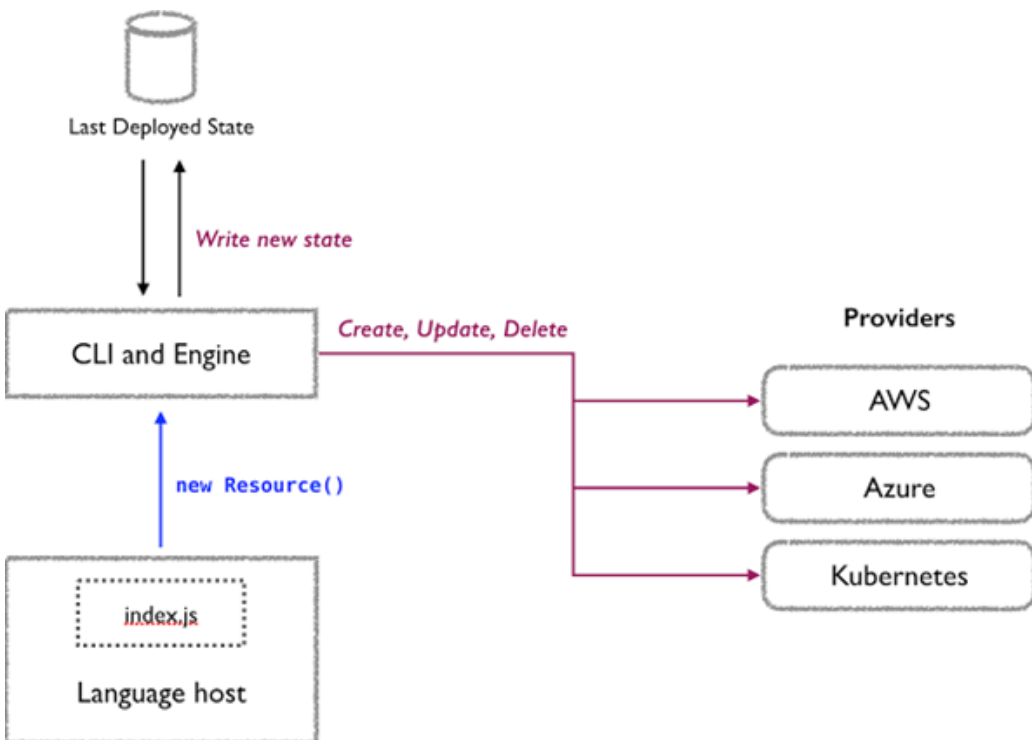 Last Deployed State
Write new state
Create, Update, Delete
Providers
CLI and Engine
AWS
Azure
Kubernetes
new Resource()
index.js
Language host